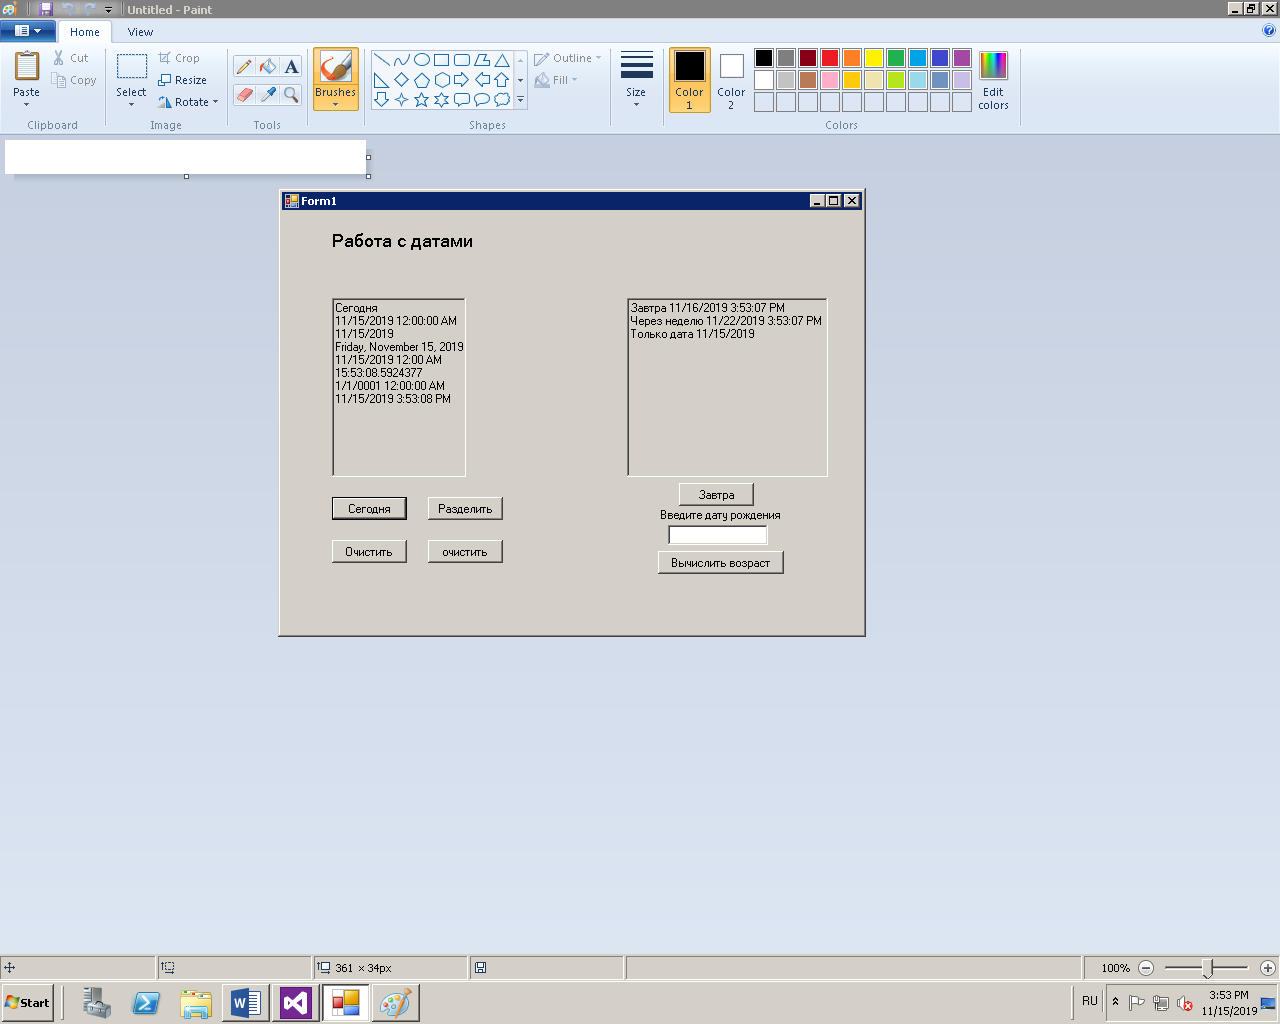 Untitled - Paint
Home View
Paste
Cut
Copy
Clipboard
Select
Crop
Resize
Rotate
Image
A
Tools
Brushes
Outline
Fill
Shapes
Size
Color 1
Color 2
Edit colors
Colors
Form1
Работа с датами
Сегодня
11/15/2019 12:00:00 AM
11/15/2019
Friday, November 15, 2019
11/15/2019 12:00 AM
15:53:08.5924377
1/1/0001 12:00:00 AM
11/15/2019 3:53:08 PM
Завтра 11/16/2019 3:53:07 PM
Через неделю 11/22/2019 3:53:07 PM
Только дата 11/15/2019
Сегодня Разделить
Очистить очистить
Завтра
Введите дату рождения
Вычислить возраст
361 × 34px
100%
Start
RU
3:53 PM
11/15/2019